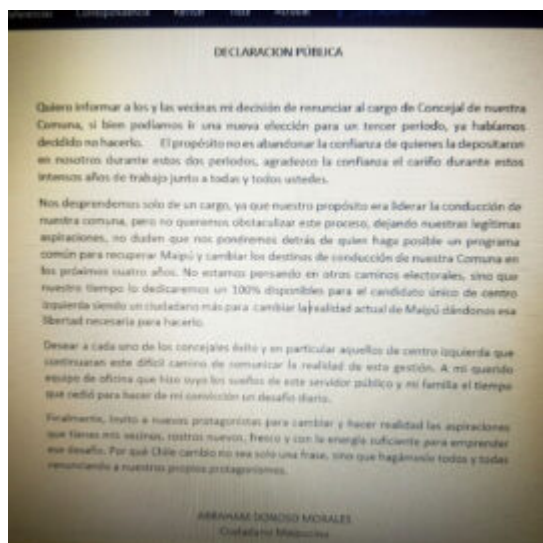 Correspondencia
Vista
DECLARACION PÚBLICA
Quiero informar a los y las vecinas mi decisión de renunciar al cargo de Concejal de nuestra
Comuna, si bien podíamos ir una nueva elección para un tercer periodo, ya habíamos
decidido no hacerlo. El propósito no es abandonar la confianza de quienes la depositaron
en nosotros durante estos dos periodos, agradezco la confianza el cariño durante estos
intensos años de trabajo junto a todas y todos ustedes.
Nos desprendemos solo de un cargo, ya que nuestro propósito era liderar la conducción de
nuestra comuna, pero no queremos obstaculizar este proceso, dejando nuestras legítimas
aspiraciones, no duden que nos pondremos detrás de quien haga posible un programa
común para recuperar Maipú y cambiar los destinos de conducción de nuestra Comuna en
los próximos cuatro años. No estamos pensando en otros caminos electorales, sino que
nuestro tiempo lo dedicaremos un 100% disponibles para el candidato único de centro
izquierda siendo un ciudadano más para cambiar la realidad actual de Maipú dándonos esa
libertad necesaria para hacerlo.
Desear a cada uno de los concejales éxito y en particular aquellos de centro izquierda que
continuaran este difícil camino de comunicar la realidad de esta gestión. A mi querido
equipo de oficina que hizo suyo los sueños de este servidor público y mi familia el tiempo
que cedió para hacer de mi convicción un desafío diario.
Finalmente, invito a nuevos protagonistas para cambiar y hacer realidad las aspiraciones
que tienen mis vecinos, rostros nuevos, fresco y con la energía suficiente para emprender
ese desafío. Por qué Chile cambio no sea solo una frase, sino que hagámoslo todos y todas
renunciando a nuestros propios protagonismos.
ABRAHAM DONOSO MORALES
Ciudadano Maipucino